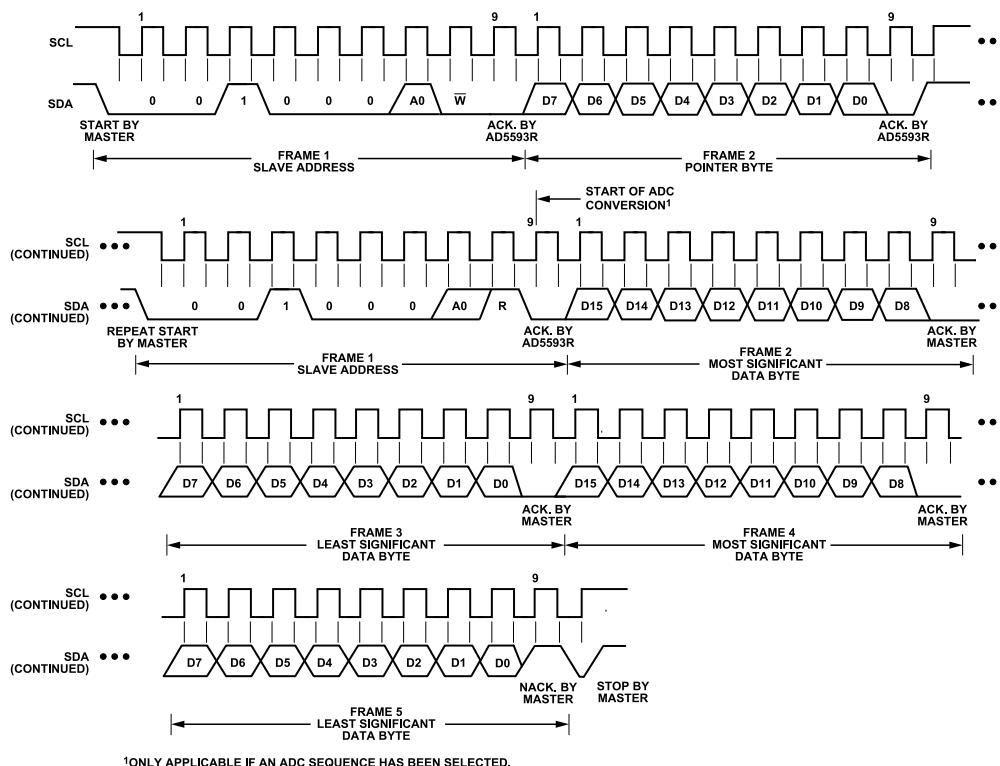 1 9 1 9
SCL
SDA 0 0 1 0 0 0 A0 W̅ D7 D6 D5 D4 D3 D2 D1 D0
START BY
MASTER
ACK. BY
AD5593R
ACK. BY
AD5593R
FRAME 1
SLAVE ADDRESS
FRAME 2
POINTER BYTE
START OF ADC
CONVERSION¹
1 9 1 9
SCL
(CONTINUED)
SDA
(CONTINUED)
0 0 1 0 0 0 A0 R D15 D14 D13 D12 D11 D10 D9 D8
REPEAT START
BY MASTER
ACK. BY
AD5593R
ACK. BY
MASTER
FRAME 1
SLAVE ADDRESS
FRAME 2
MOST SIGNIFICANT
DATA BYTE
1 9 1 9
SCL
(CONTINUED)
SDA
(CONTINUED)
D7 D6 D5 D4 D3 D2 D1 D0 D15 D14 D13 D12 D11 D10 D9 D8
ACK. BY
MASTER
ACK. BY
MASTER
FRAME 3
LEAST SIGNIFICANT
DATA BYTE
FRAME 4
MOST SIGNIFICANT
DATA BYTE
1 9
SCL
(CONTINUED)
SDA
(CONTINUED)
D7 D6 D5 D4 D3 D2 D1 D0
NACK. BY
MASTER
STOP BY
MASTER
FRAME 5
LEAST SIGNIFICANT
DATA BYTE
¹ONLY APPLICABLE IF AN ADC SEQUENCE HAS BEEN SELECTED.